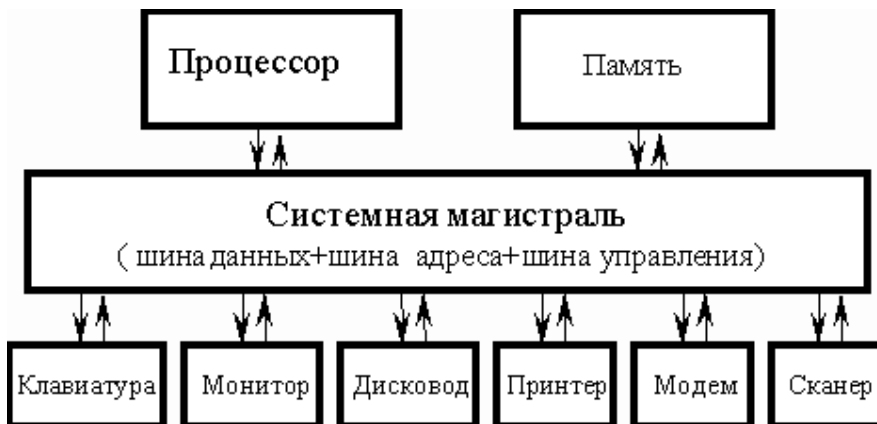 Процессор
Память
Системная магистраль
( шина данных+шина адреса+шина управления)
Клавиатура
Монитор
Дисковод
Принтер
Модем
Сканер